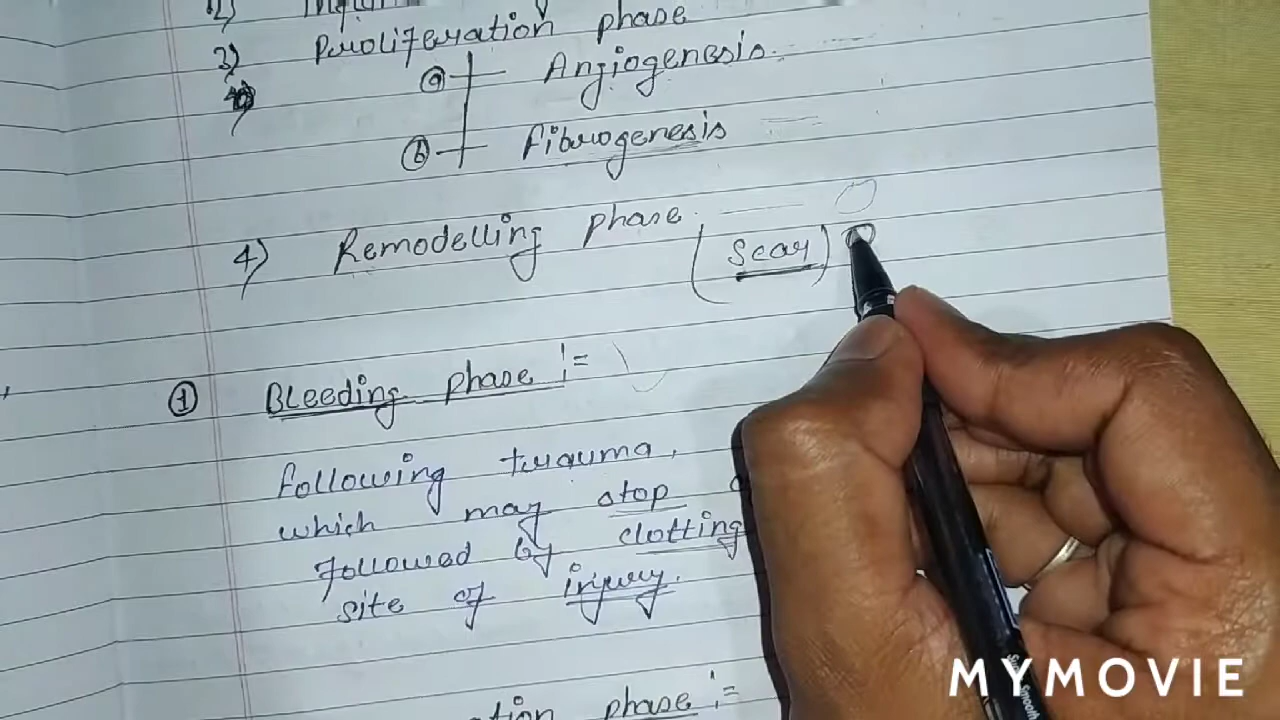 3) Proliferation phase
ⓐ Angiogenesis.
ⓑ fibrogenesis
4) Remodelling phase.
(Scar)
① Bleeding phase :=
following trauma,
which may stop
followed by clotting
site of injury.
phase :=
MYMOVIE